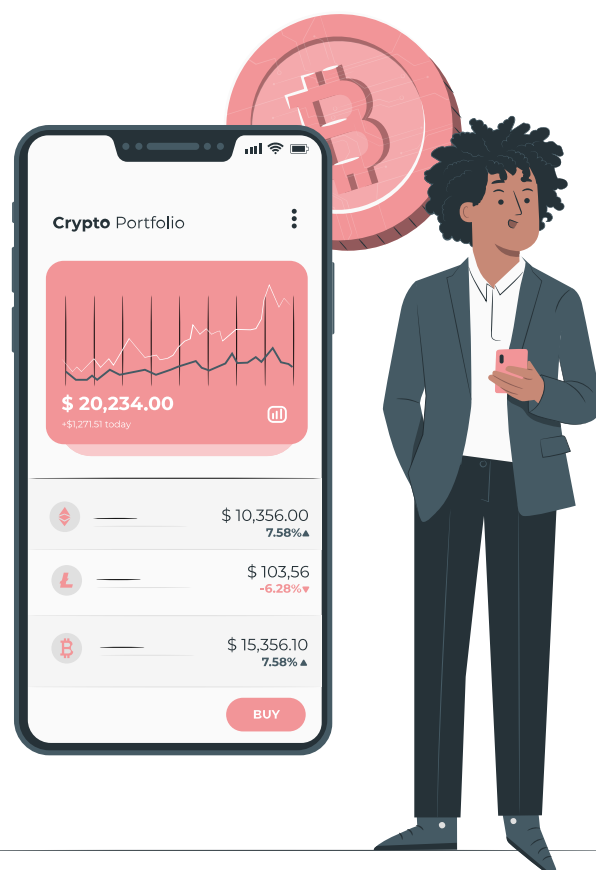 Crypto Portfolio
$ 20,234.00
+$1,271.51 today
$ 10,356.00
7.58%▲
$ 103,56
-6.28%▼
$ 15,356.10
7.58% ▲
BUY